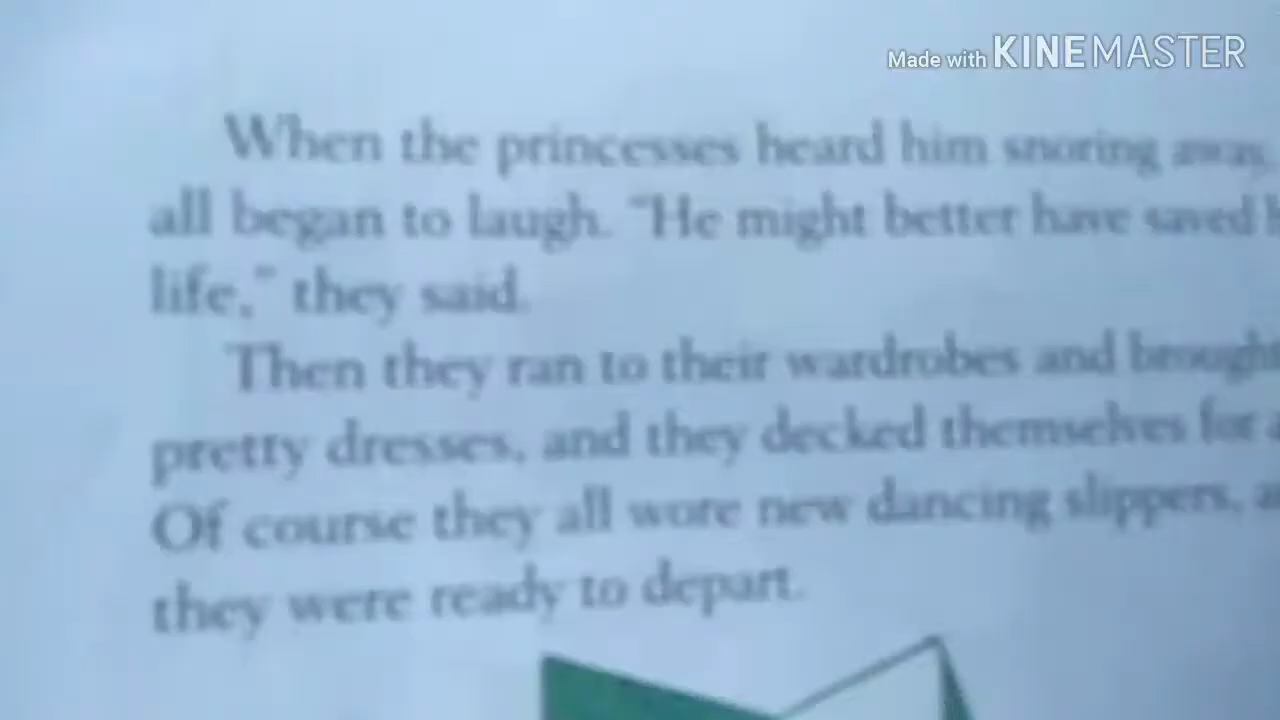 Made with KINEMASTER
When the princesses heard him snoring away,
all began to laugh. "He might better have saved
life," they said.
Then they ran to their wardrobes and brought
pretty dresses, and they decked themselves for
Of course they all wore new dancing slippers,
they were ready to depart.